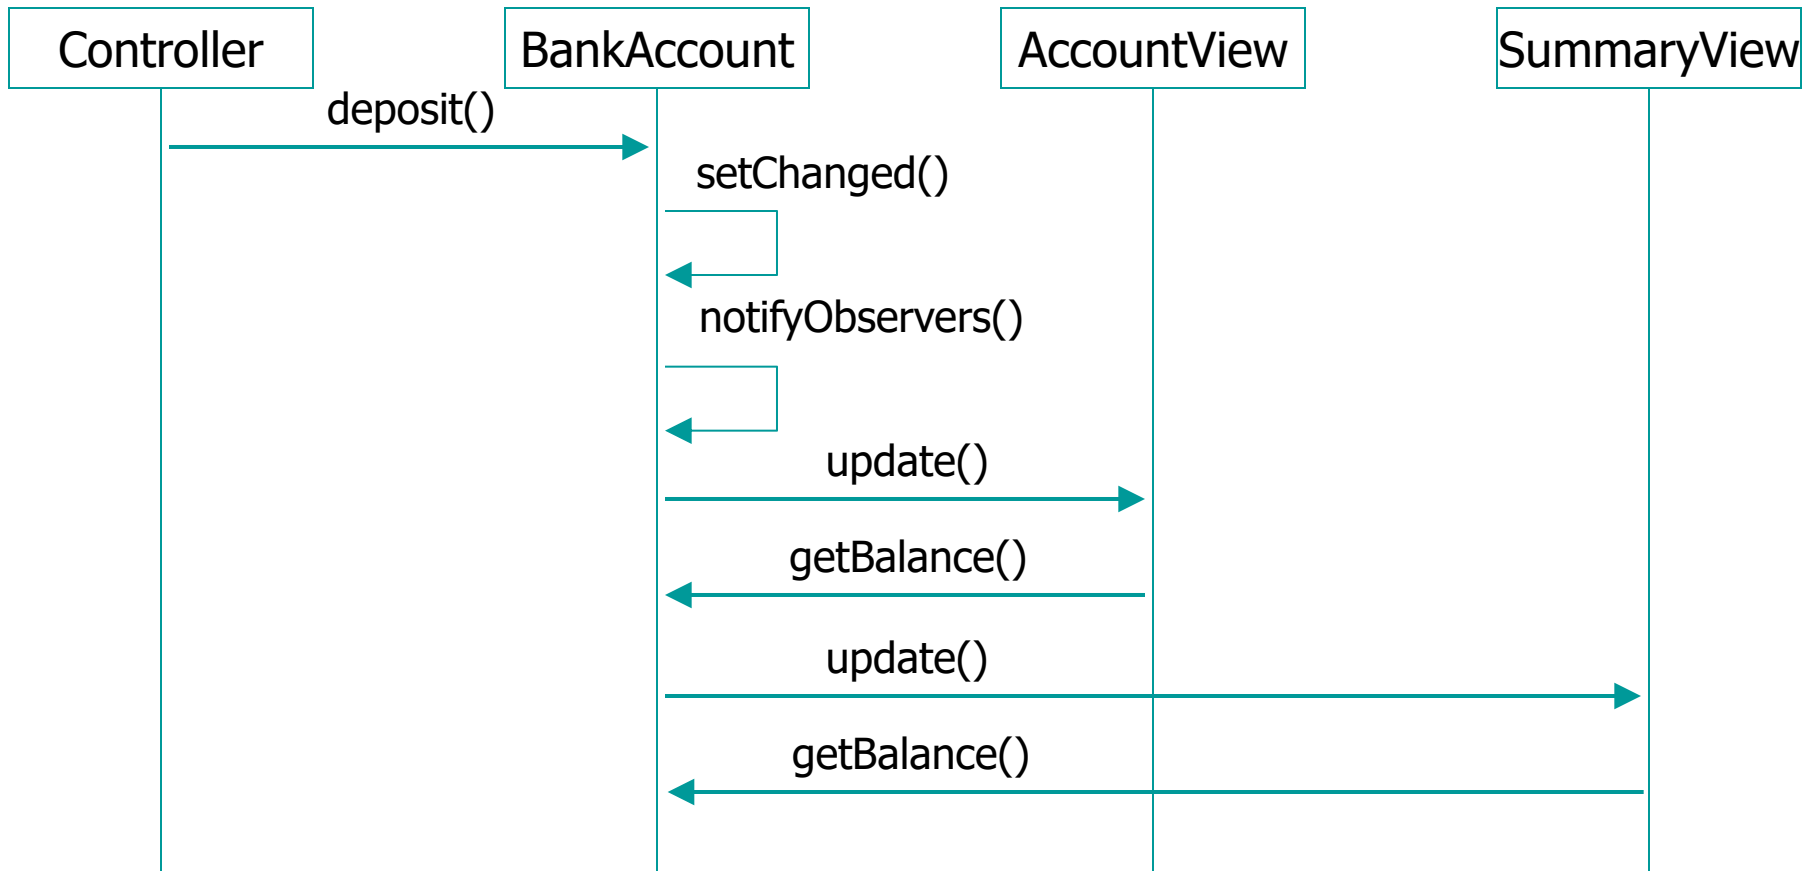 Controller
BankAccount
AccountView
SummaryView
deposit()
setChanged()
notifyObservers()
update()
getBalance()
update()
getBalance()